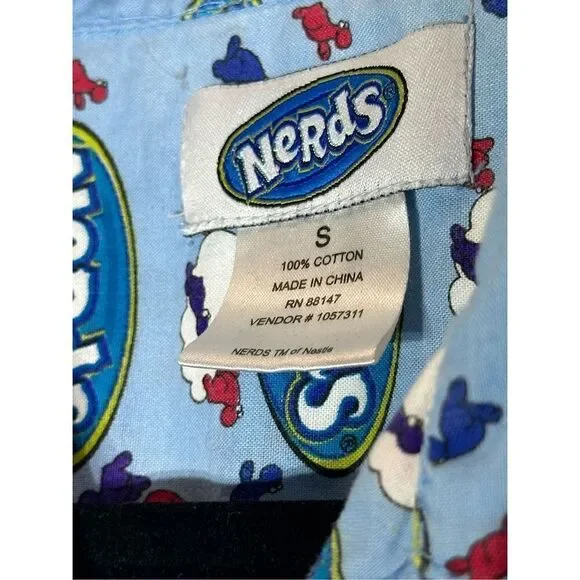 NeRdS
S
100% COTTON
MADE IN CHINA
RN 88147
VENDOR # 1057311
NERDS TM of Nestle
S®